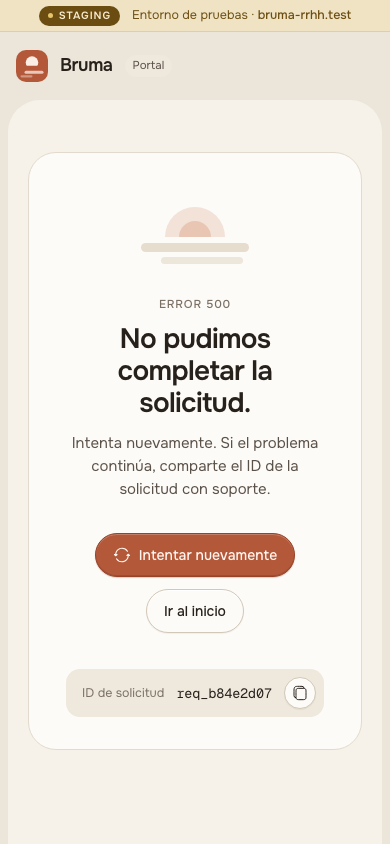 STAGING Entorno de pruebas · bruma-rrhh.test
Bruma Portal
ERROR 500
No pudimos
completar la
solicitud.
Intenta nuevamente. Si el problema
continúa, comparte el ID de la
solicitud con soporte.
Intentar nuevamente
Ir al inicio
ID de solicitud req_b84e2d07